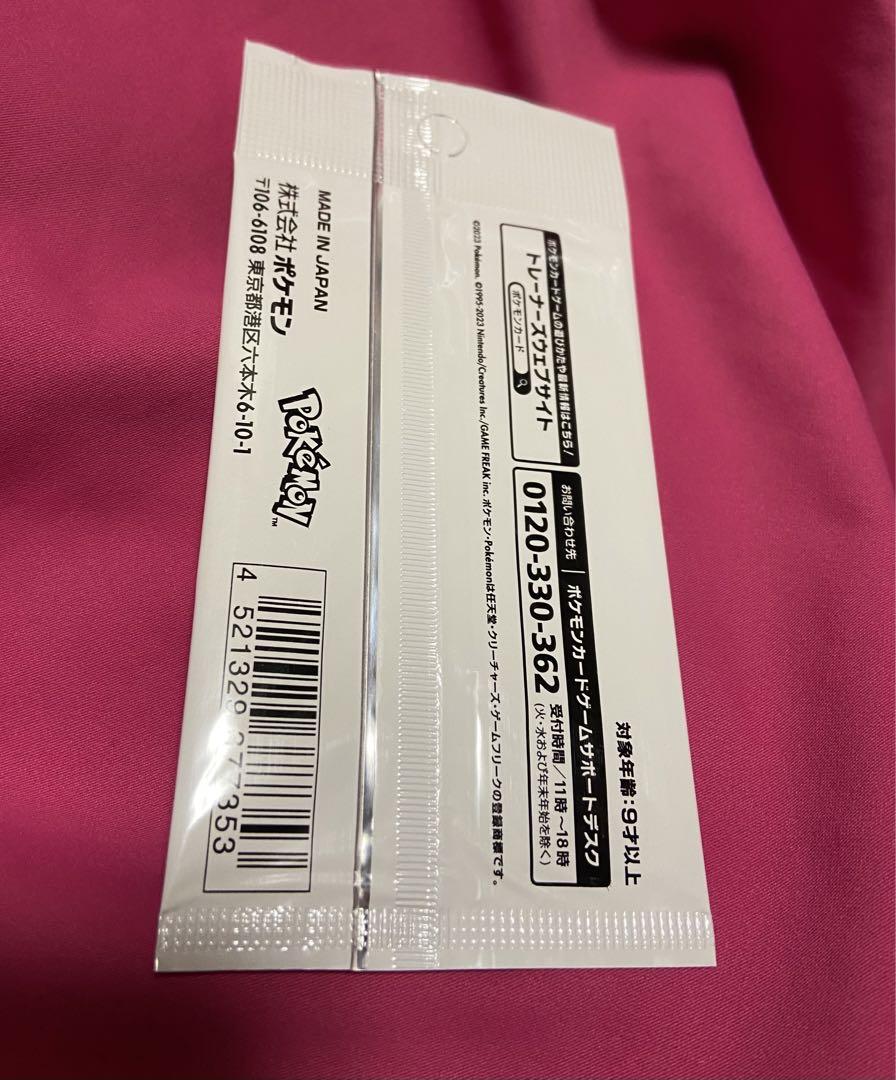 対象年齢：9才以上
ポケモンカードゲームの遊びかたや最新情報はこちら！
トレーナーズウェブサイト
ポケモンカード
お問い合わせ先 ポケモンカードゲームサポートデスク
0120-330-362
受付時間／11時～18時
（火・水および年末年始を除く）
©2023 Pokémon. ©1995-2023 Nintendo/Creatures Inc./GAME FREAK inc. ポケモン・Pokémonは任天堂・クリーチャーズ・ゲームフリークの登録商標です。
MADE IN JAPAN
株式会社ポケモン
〒106-6108 東京都港区六本木6-10-1
POKéMON™
4 521329 377353